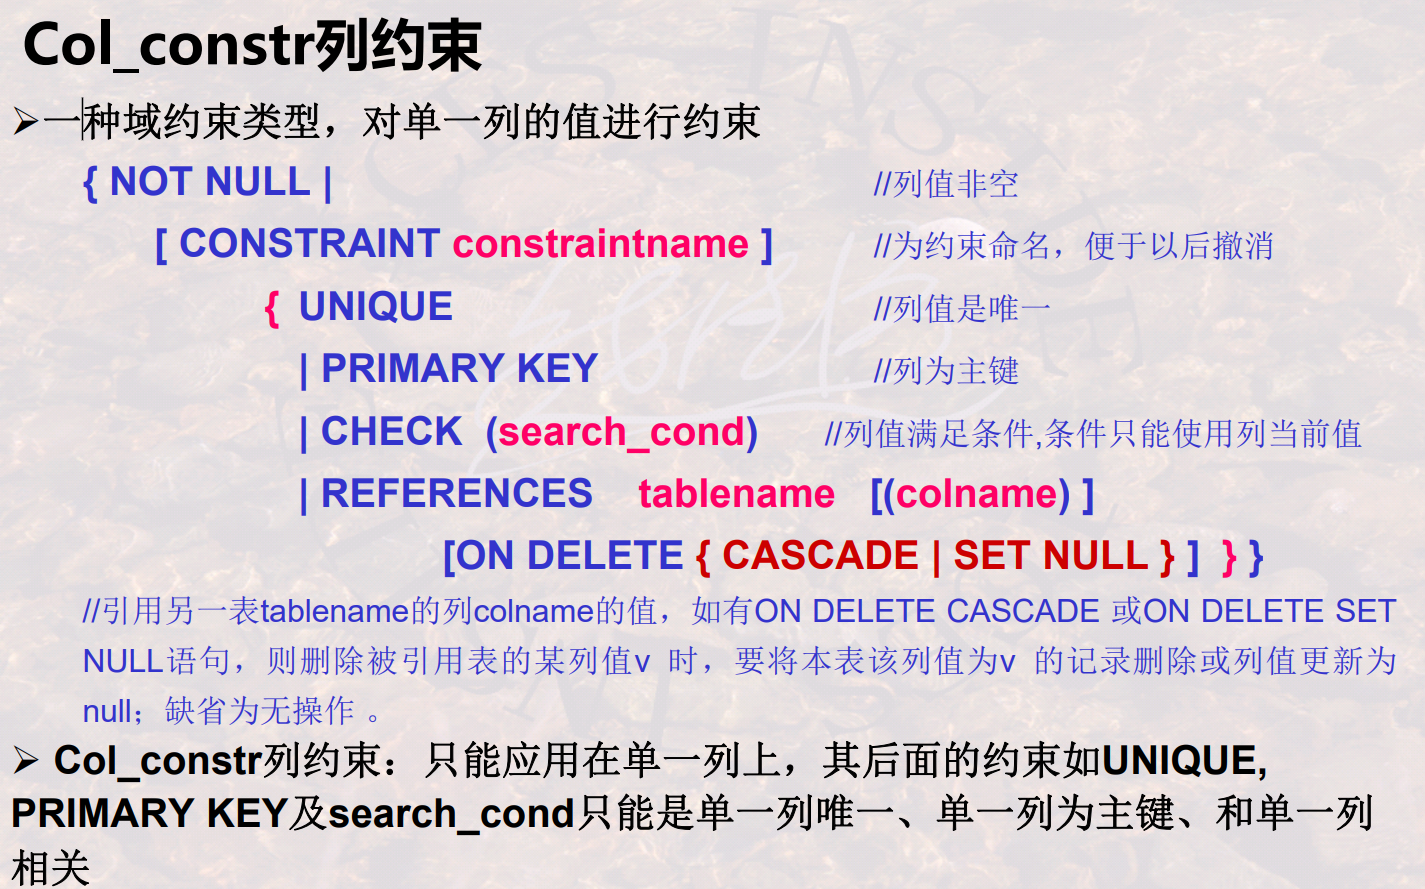 Col_constr列约束
➢一种域约束类型，对单一列的值进行约束
{ NOT NULL | //列值非空
[ CONSTRAINT constraintname ] //为约束命名，便于以后撤消
{ UNIQUE //列值是唯一
| PRIMARY KEY //列为主键
| CHECK (search_cond) //列值满足条件,条件只能使用列当前值
| REFERENCES tablename [(colname) ]
[ON DELETE { CASCADE | SET NULL } ] } }
//引用另一表tablename的列colname的值，如有ON DELETE CASCADE 或ON DELETE SET
NULL语句，则删除被引用表的某列值v 时，要将本表该列值为v 的记录删除或列值更新为
null；缺省为无操作 。
➢ Col_constr列约束：只能应用在单一列上，其后面的约束如UNIQUE,
PRIMARY KEY及search_cond只能是单一列唯一、单一列为主键、和单一列
相关